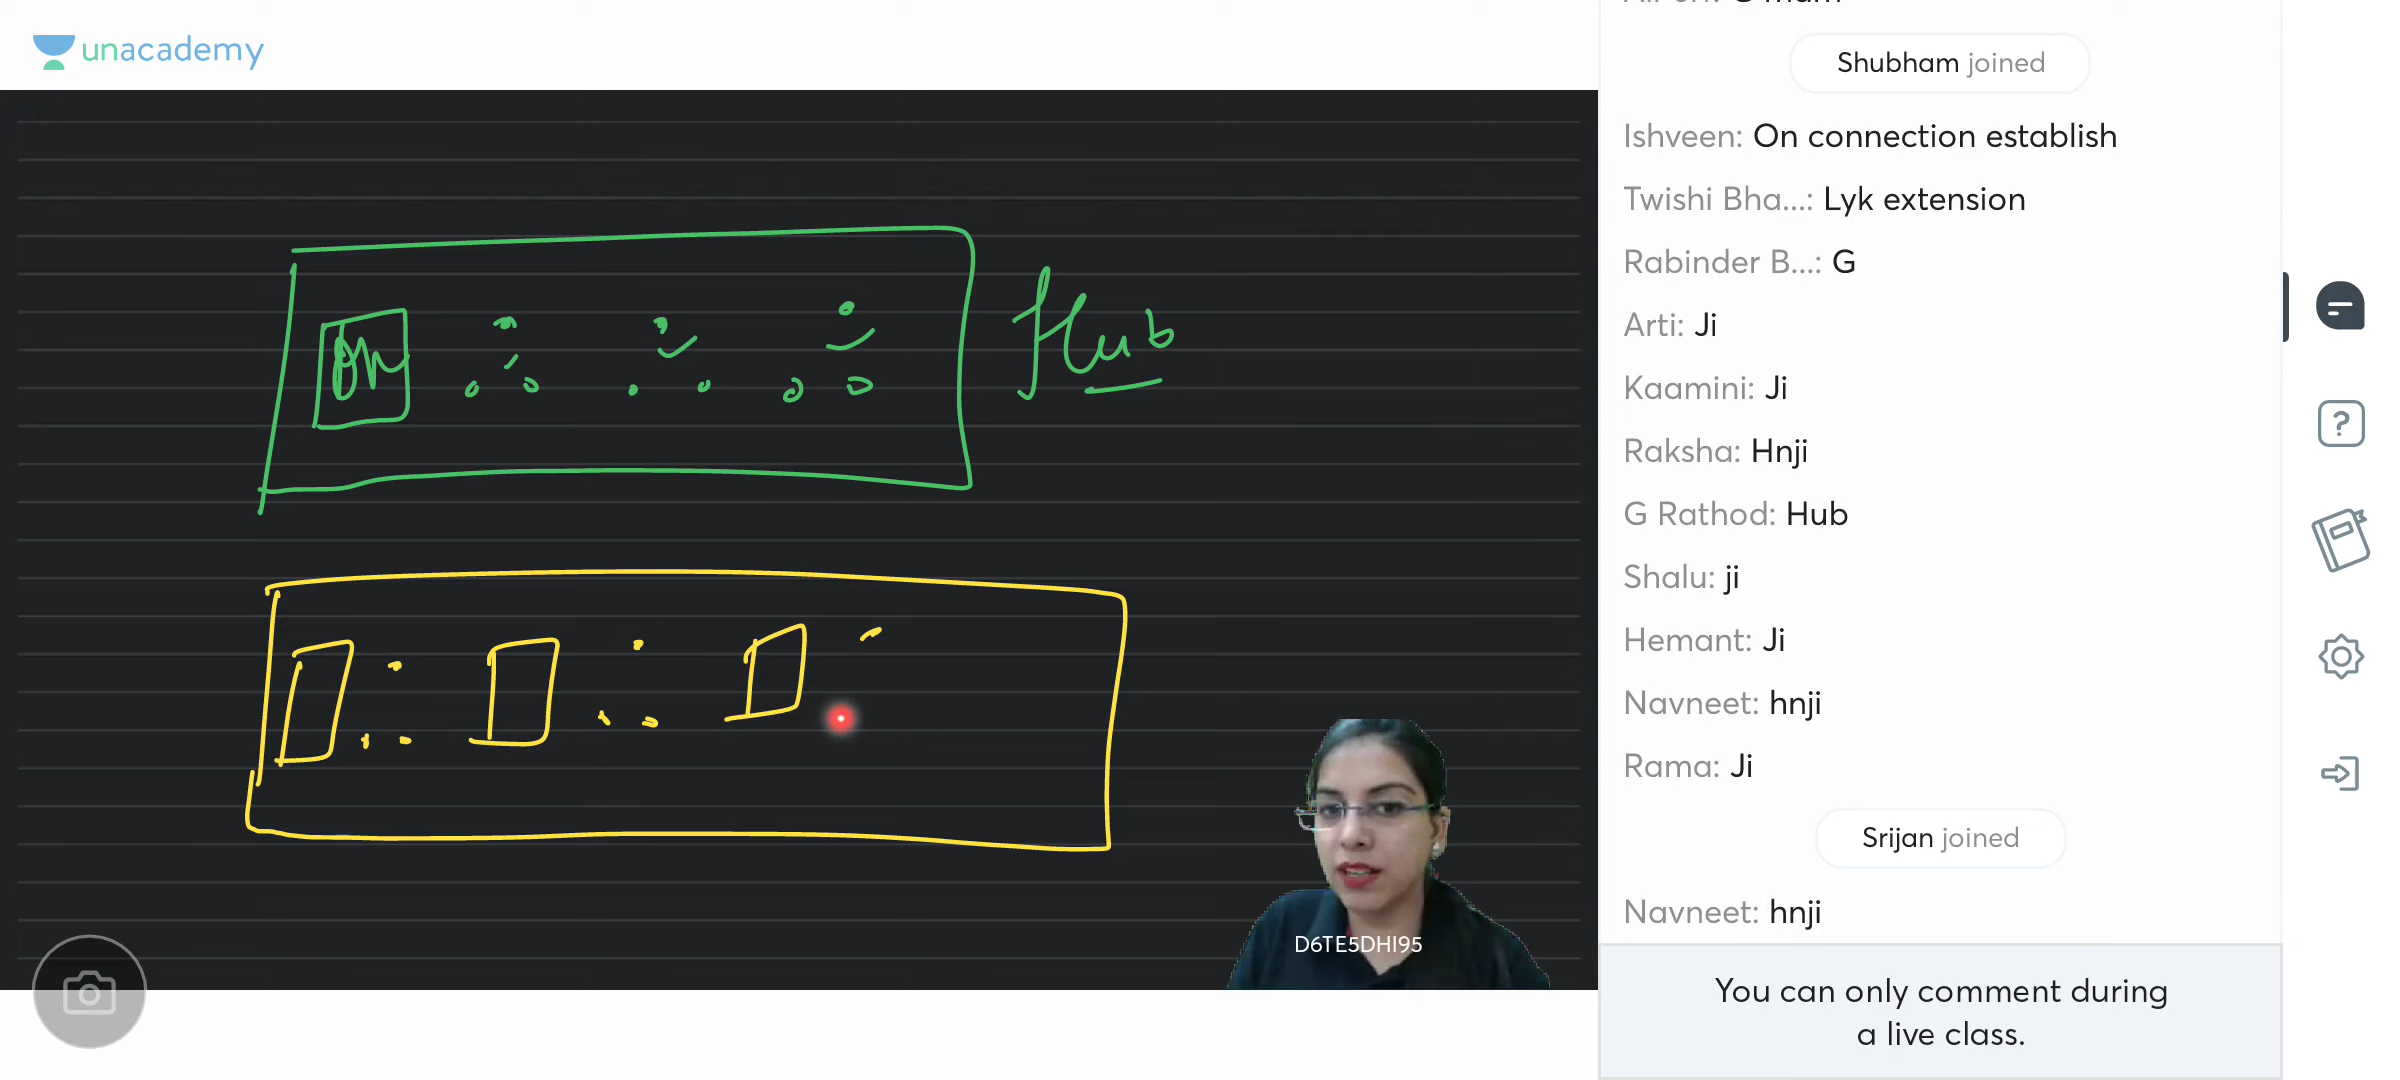 unacademy
Hub
D6TE5DHI95
Shubham joined
Ishveen: On connection establish
Twishi Bha...: Lyk extension
Rabinder B...: G
Arti: Ji
Kaamini: Ji
Raksha: Hnji
G Rathod: Hub
Shalu: ji
Hemant: Ji
Navneet: hnji
Rama: Ji
Srijan joined
Navneet: hnji
You can only comment during
a live class.
?